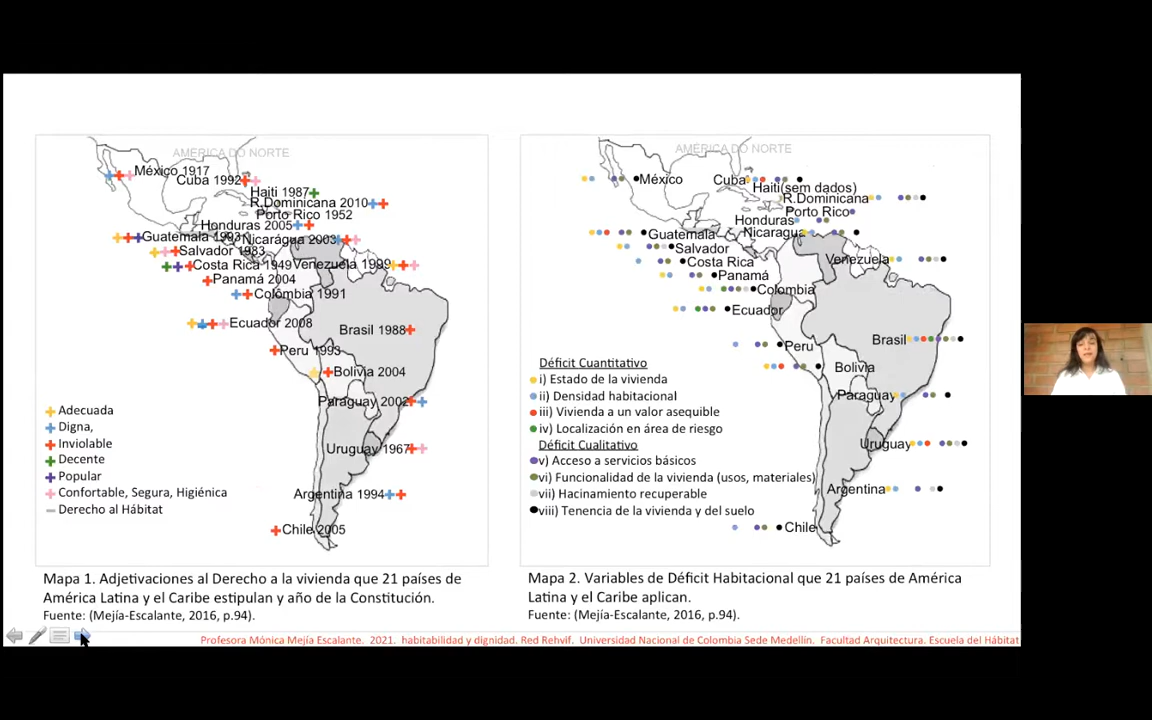 AMÉRICA DO NORTE
México 1917
Cuba 1992
Haiti 1987
R.Dominicana 2010
Porto Rico 1952
Honduras 2005
Guatemala 1993
Nicarágua 2003
Salvador 1983
Costa Rica 1949
Venezuela 1999
Panamá 2004
Colômbia 1991
Ecuador 2008
Brasil 1988
Peru 1993
Bolivia 2004
Paraguay 2002
Uruguay 1967
Argentina 1994
Chile 2005
Adecuada
Digna,
Inviolable
Decente
Popular
Confortable, Segura, Higiénica
Derecho al Hábitat
Mapa 1. Adjetivaciones al Derecho a la vivienda que 21 países de
América Latina y el Caribe estipulan y año de la Constitución.
Fuente: (Mejía-Escalante, 2016, p.94).
AMÉRICA DO NORTE
México
Cuba
Haiti(sem dados)
R.Dominicana
Porto Rico
Honduras
Guatemala
Nicaragua
Salvador
Costa Rica
Venezuela
Panamá
Colombia
Ecuador
Brasil
Peru
Bolivia
Paraguay
Uruguay
Argentina
Chile
Déficit Cuantitativo
i) Estado de la vivienda
ii) Densidad habitacional
iii) Vivienda a un valor asequible
iv) Localización en área de riesgo
Déficit Cualitativo
v) Acceso a servicios básicos
vi) Funcionalidad de la vivienda (usos, materiales)
vii) Hacinamiento recuperable
viii) Tenencia de la vivienda y del suelo
Mapa 2. Variables de Déficit Habitacional que 21 países de América
Latina y el Caribe aplican.
Fuente: (Mejía-Escalante, 2016, p.94).
Profesora Mónica Mejía Escalante. 2021. habitabilidad y dignidad. Red Rehvif. Universidad Nacional de Colombia Sede Medellín. Facultad Arquitectura. Escuela del Hábitat